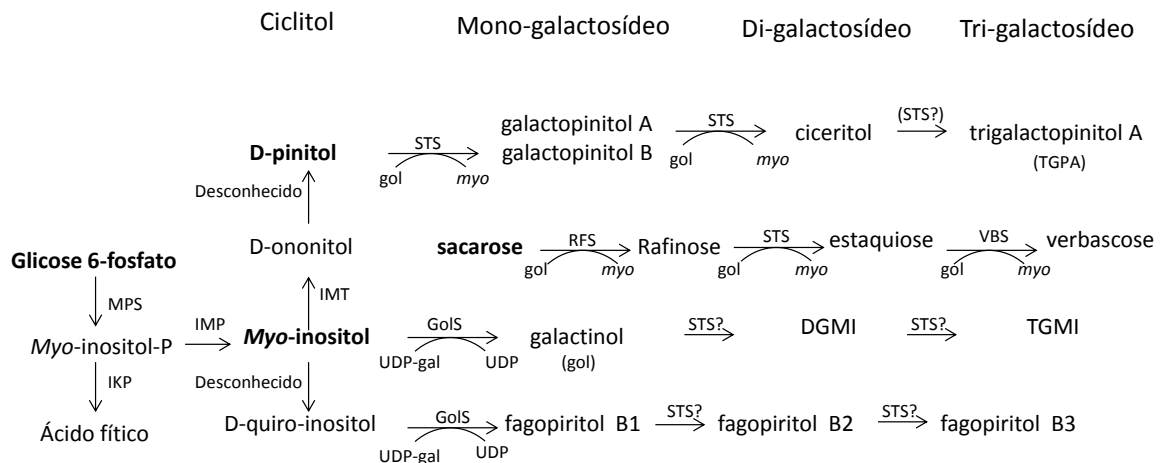 Ciclitol Mono-galactosídeo Di-galactosídeo Tri-galactosídeo
galactopinitol A
galactopinitol B
D-pinitol STS STS ciceritol (STS?) trigalactopinitol A
(TGPA)
gol myo gol myo
Desconhecido
D-ononitol
sacarose RFS Rafinose STS estaquiose VBS verbascose
gol myo gol myo gol myo
Glicose 6-fosfato
MPS
IMT
Myo-inositol-P IMP Myo-inositol GolS galactinol STS? DGMI STS? TGMI
(gol)
UDP-gal UDP
IKP
Desconhecido
Ácido fítico
D-quiro-inositol GolS fagopiritol B1 STS? fagopiritol B2 STS? fagopiritol B3
UDP-gal UDP